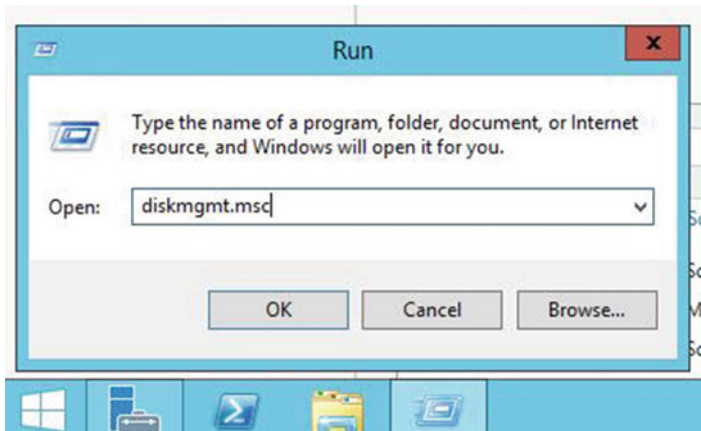 Run
x
Type the name of a program, folder, document, or Internet
resource, and Windows will open it for you.
Open: diskmgmt.msc
OK Cancel Browse...